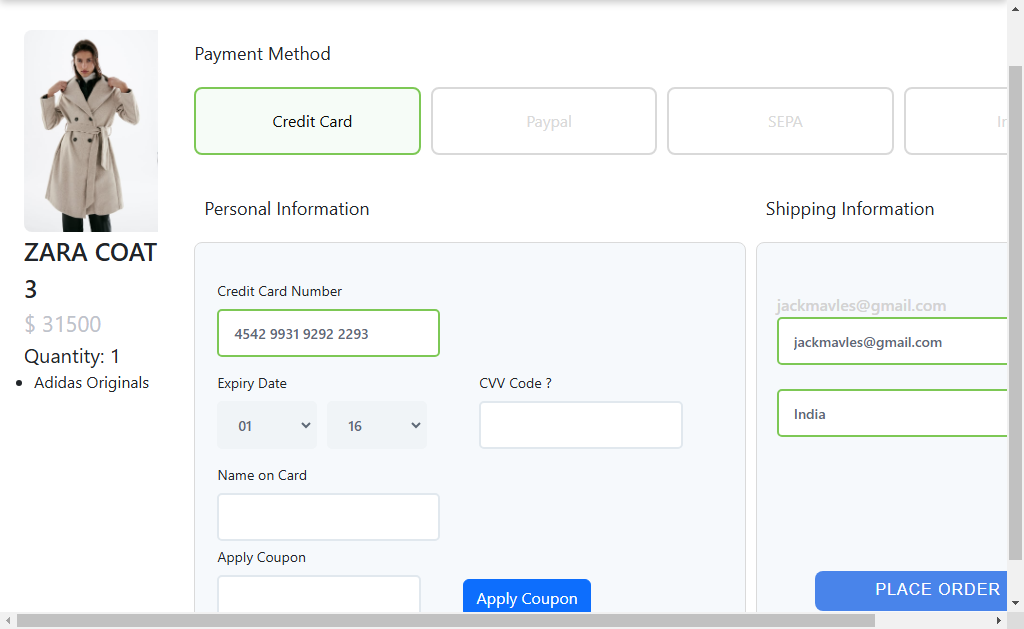 Payment Method
Credit Card
Paypal
SEPA
Personal Information
Shipping Information
ZARA COAT
3
$ 31500
Quantity: 1
Adidas Originals
Credit Card Number
4542 9931 9292 2293
Expiry Date
CVV Code ?
01
16
Name on Card
Apply Coupon
Apply Coupon
jackmavles@gmail.com
jackmavles@gmail.com
India
PLACE ORDER